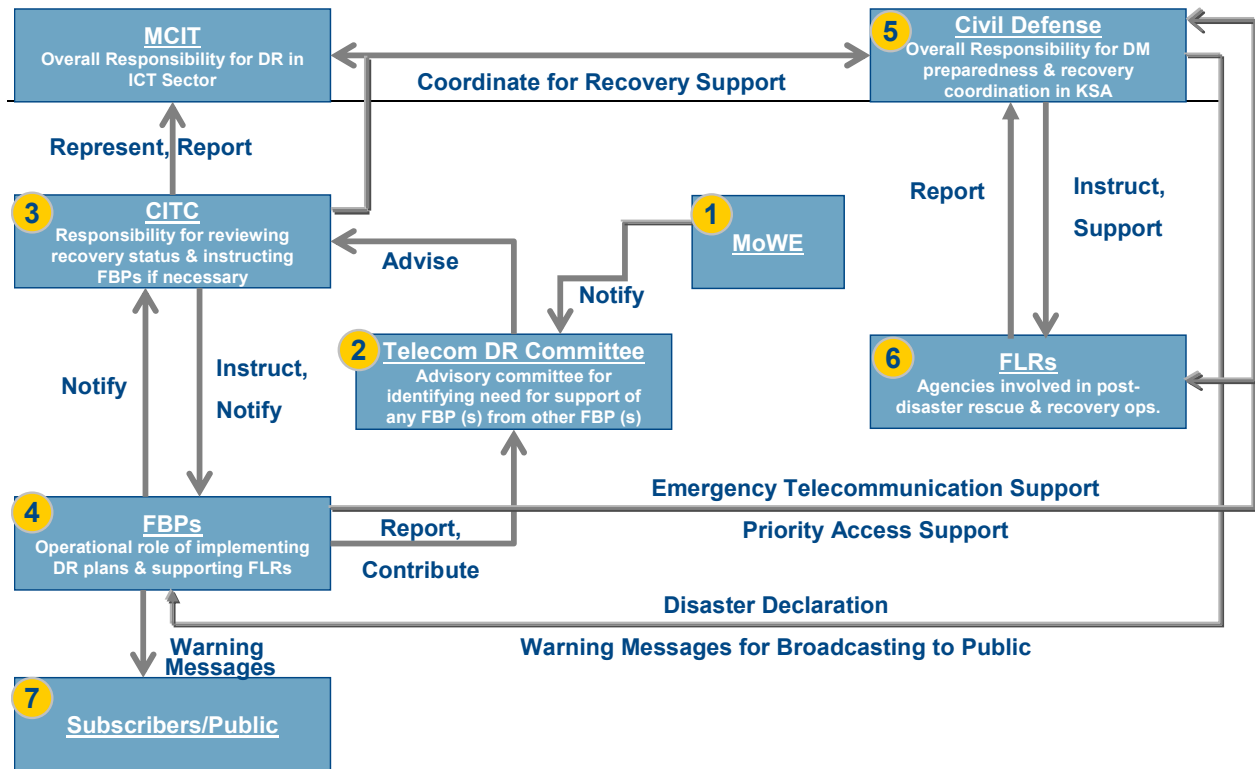 MCIT
Overall Responsibility for DR in
ICT Sector
5
Civil Defense
Overall Responsibility for DM
preparedness & recovery
coordination in KSA
Coordinate for Recovery Support
Represent, Report
3
CITC
Responsibility for reviewing
recovery status & instructing
FBPs if necessary
1
MoWE
Report
Instruct,
Support
Advise
Notify
2
Telecom DR Committee
Advisory committee for
identifying need for support of
any FBP (s) from other FBP (s)
6
FLRs
Agencies involved in post-
disaster rescue & recovery ops.
Notify
Instruct,
Notify
4
FBPs
Operational role of implementing
DR plans & supporting FLRs
Report,
Contribute
Emergency Telecommunication Support
Priority Access Support
Disaster Declaration
Warning Messages for Broadcasting to Public
Warning
Messages
7
Subscribers/Public